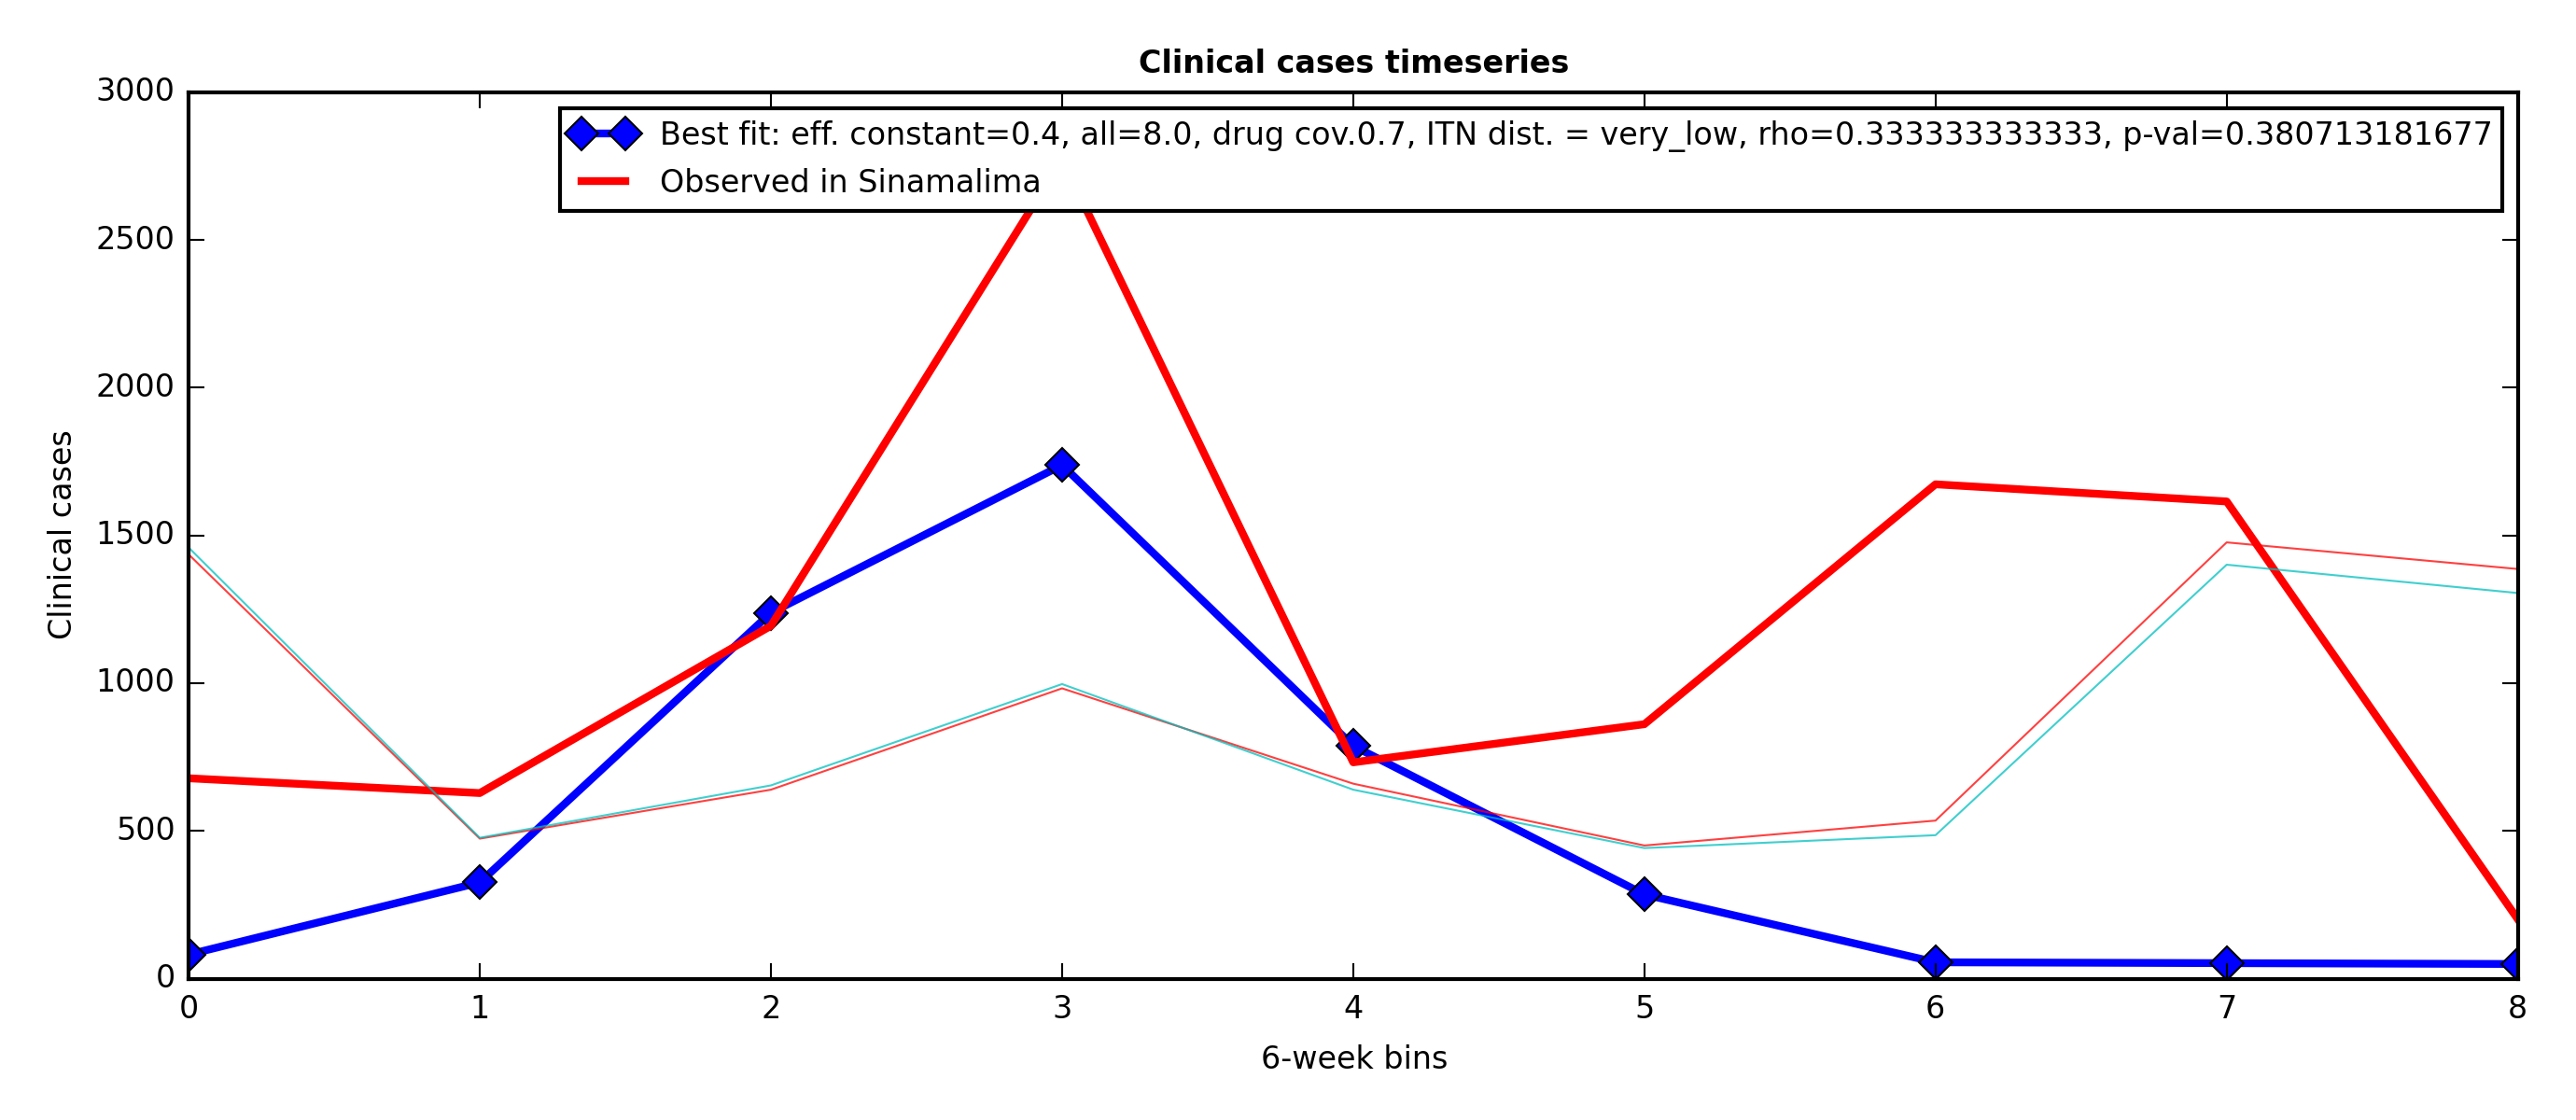 Clinical cases timeseries
3000
2500
2000
1500
1000
500
0
Clinical cases
Best fit: eff. constant=0.4, all=8.0, drug cov.0.7, ITN dist. = very_low, rho=0.333333333333, p-val=0.380713181677
Observed in Sinamalima
0 1 2 3 4 5 6 7 8
6-week bins